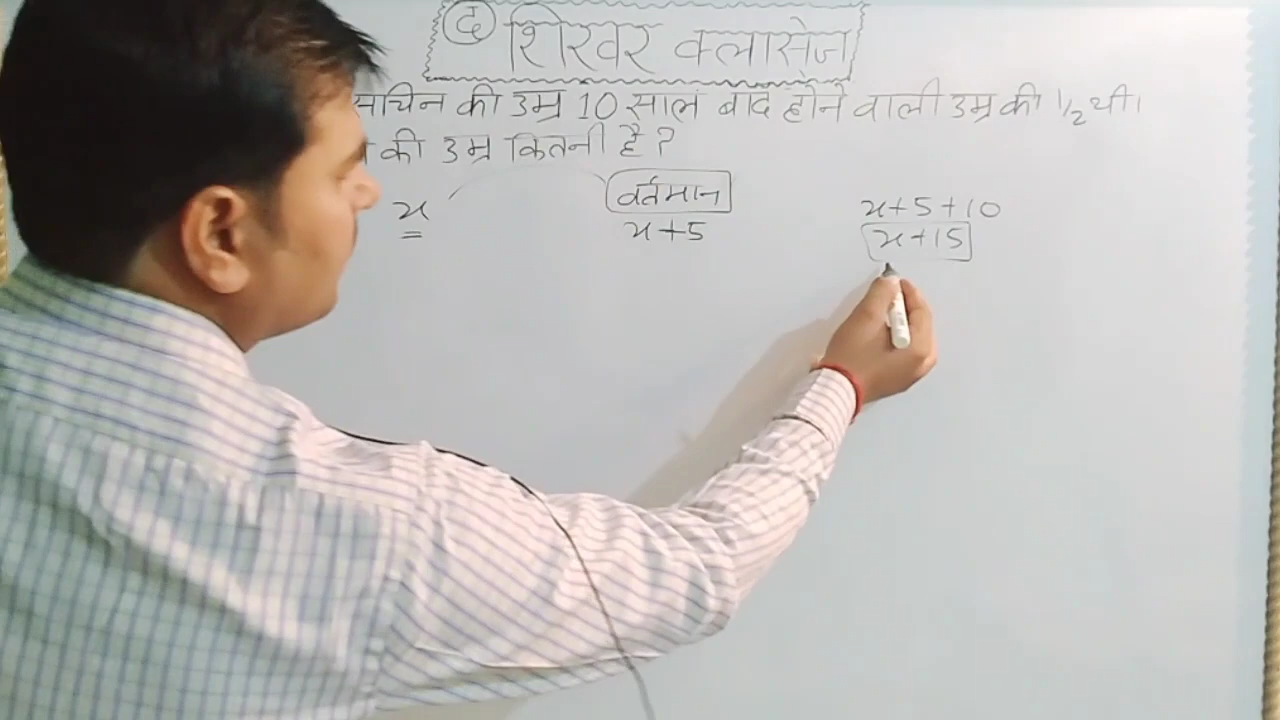 द शिखर क्लासेज
सचिन की उम्र 10 साल बाद होने वाली उम्र की 1/2 थी।
की उम्र कितनी है?
x वर्तमान x+5+10
x+5 x+15